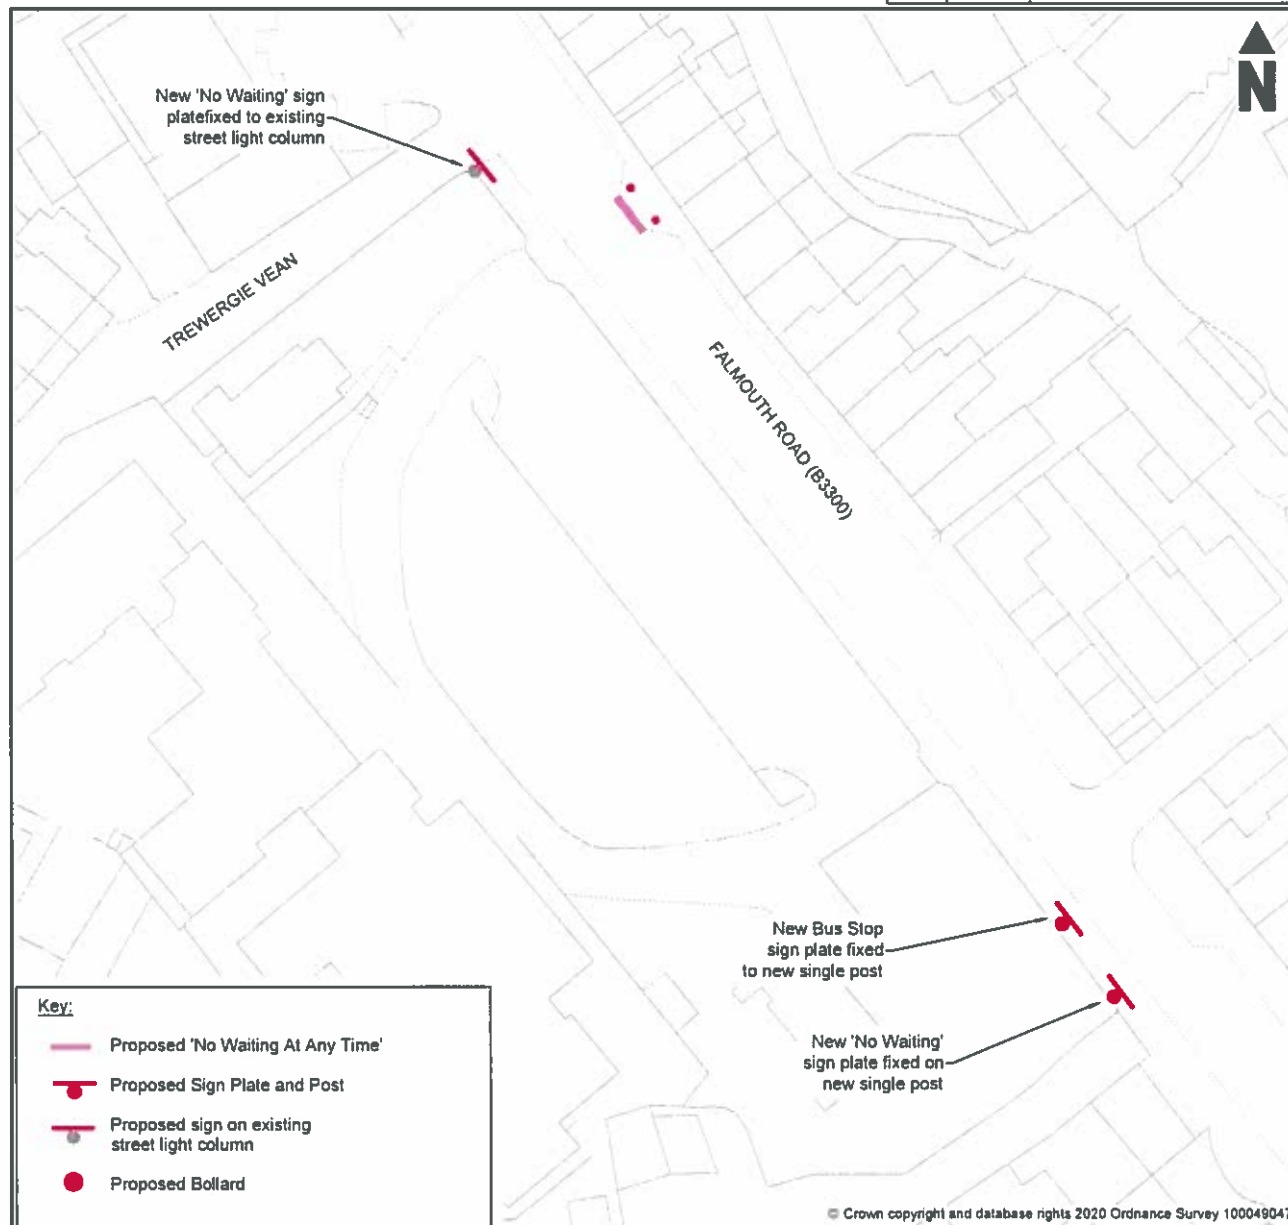 N
New 'No Waiting' sign
platefixed to existing
street light column
TREWERGIE VEAN
FALMOUTH ROAD (B3300)
New Bus Stop
sign plate fixed
to new single post
New 'No Waiting'
sign plate fixed on
new single post
Key:
Proposed 'No Waiting At Any Time'
Proposed Sign Plate and Post
Proposed sign on existing
street light column
Proposed Bollard
© Crown copyright and database rights 2020 Ordnance Survey 100049047